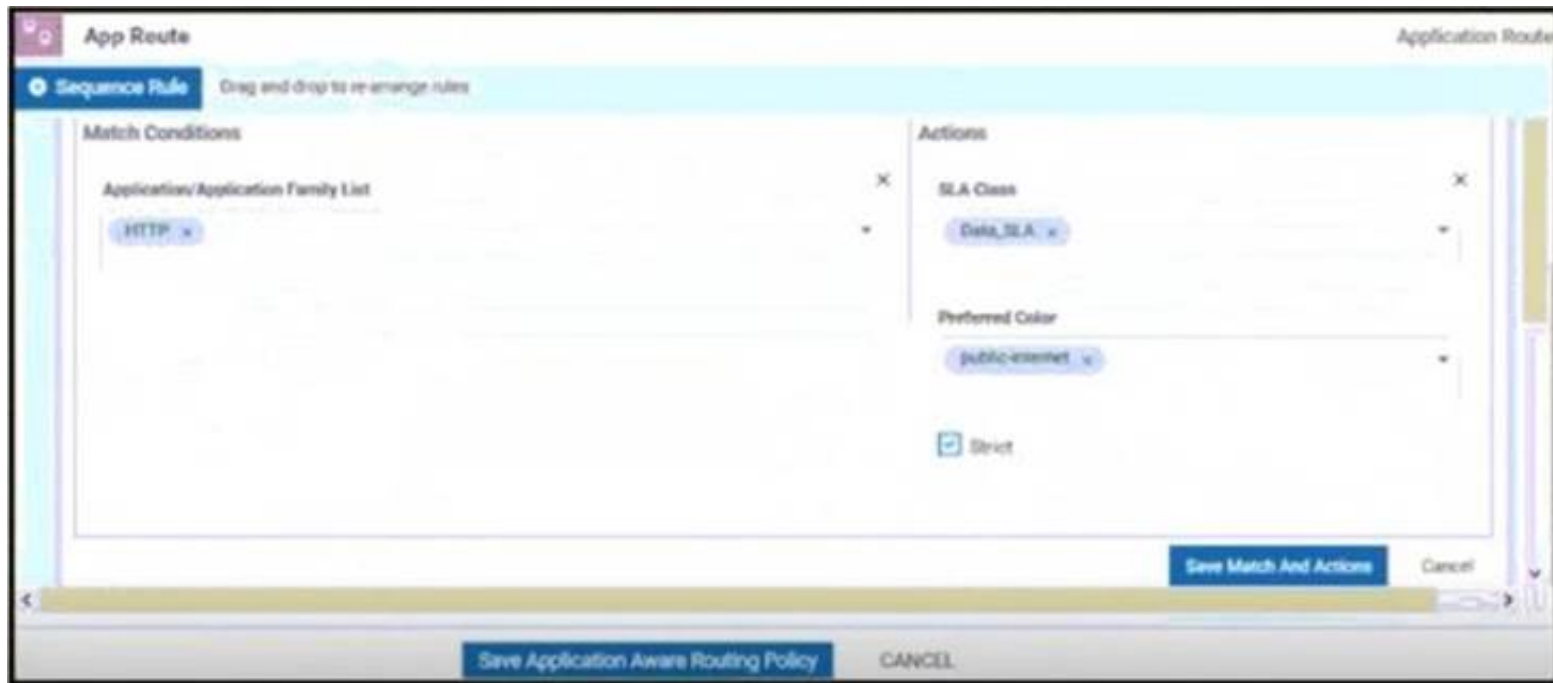 App Route
Application Route
Sequence Rule Drag and drop to re-arrange rules
Match Conditions
Actions
Application/Application Family List
SLA Class
HTTP ×
Data_SLA ×
Preferred Color
public-internet ×
Strict
Save Match And Actions Cancel
Save Application Aware Routing Policy CANCEL